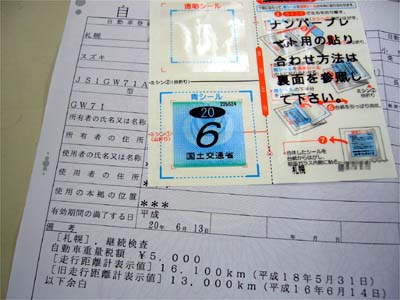 自
自動車登録
札幌
スズキ
JS1GW71A
型
GW71
所有者の氏名又は名称
所有者の住所
使用者の氏名又は名称
使用者の住所
使用の本拠の位置
***
***
有効期間の満了する日
平成
20年 6月 13日
備考
[札幌], 継続検査
自動車重量税額 ¥5,000
[走行距離計表示値] 16,100km (平成18年5月31日)
[旧走行距離計表示値] 13,000km (平成16年6月14日)
以下余白
透明シール
青シール
20
6
国土交通省
ナンバープレ
ート用の貼り
合わせ方法は
裏面を参照し
て下さい。
札幌